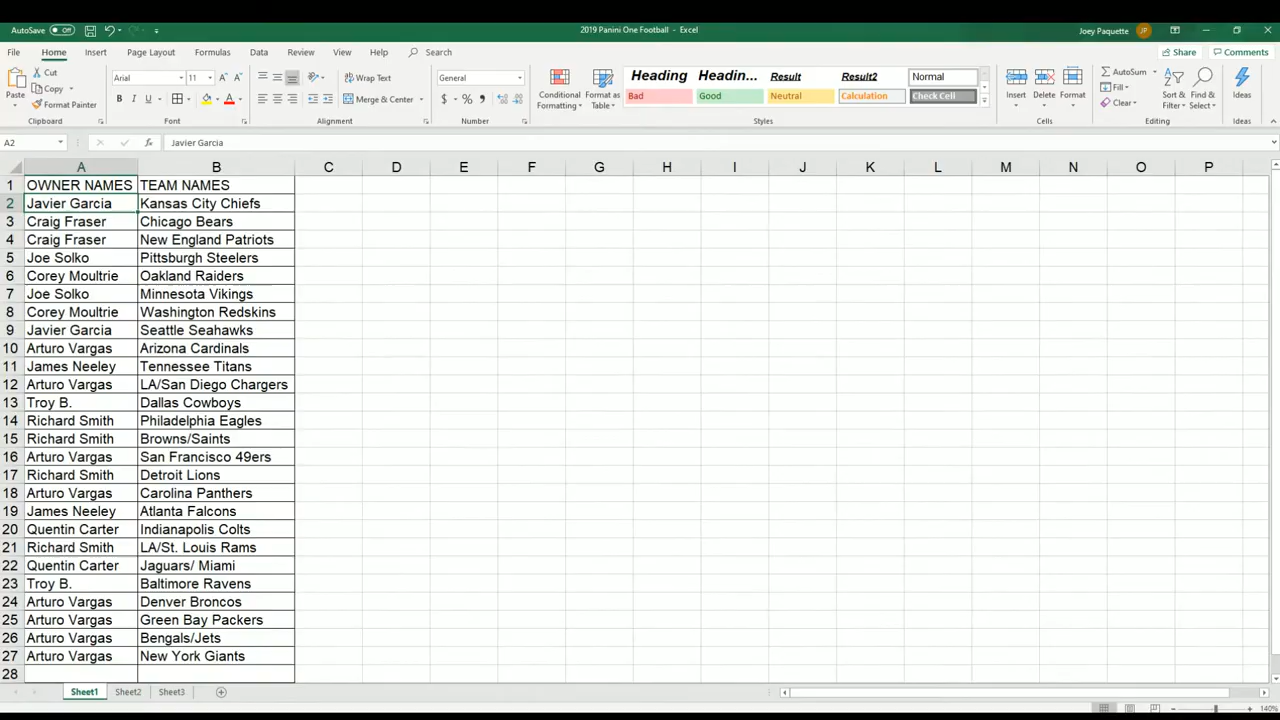 AutoSave Off 2019 Panini One Football - Excel Joey Paquette JP
File Home Insert Page Layout Formulas Data Review View Help Search Share Comments
Cut Arial 11 Wrap Text General Heading Headin... Result Result2 Normal AutoSum
Copy Fill
Paste Format Painter Merge & Center Conditional Formatting Format as Table Bad Good Neutral Calculation Check Cell Insert Delete Format Clear Sort & Filter Find & Select Ideas
Clipboard Font Alignment Number Styles Cells Editing Ideas
A2 fx Javier Garcia
A B C D E F G H I J K L M N O P
1 OWNER NAMES TEAM NAMES
2 Javier Garcia Kansas City Chiefs
3 Craig Fraser Chicago Bears
4 Craig Fraser New England Patriots
5 Joe Solko Pittsburgh Steelers
6 Corey Moultrie Oakland Raiders
7 Joe Solko Minnesota Vikings
8 Corey Moultrie Washington Redskins
9 Javier Garcia Seattle Seahawks
10 Arturo Vargas Arizona Cardinals
11 James Neeley Tennessee Titans
12 Arturo Vargas LA/San Diego Chargers
13 Troy B. Dallas Cowboys
14 Richard Smith Philadelphia Eagles
15 Richard Smith Browns/Saints
16 Arturo Vargas San Francisco 49ers
17 Richard Smith Detroit Lions
18 Arturo Vargas Carolina Panthers
19 James Neeley Atlanta Falcons
20 Quentin Carter Indianapolis Colts
21 Richard Smith LA/St. Louis Rams
22 Quentin Carter Jaguars/ Miami
23 Troy B. Baltimore Ravens
24 Arturo Vargas Denver Broncos
25 Arturo Vargas Green Bay Packers
26 Arturo Vargas Bengals/Jets
27 Arturo Vargas New York Giants
28
Sheet1 Sheet2 Sheet3
140%